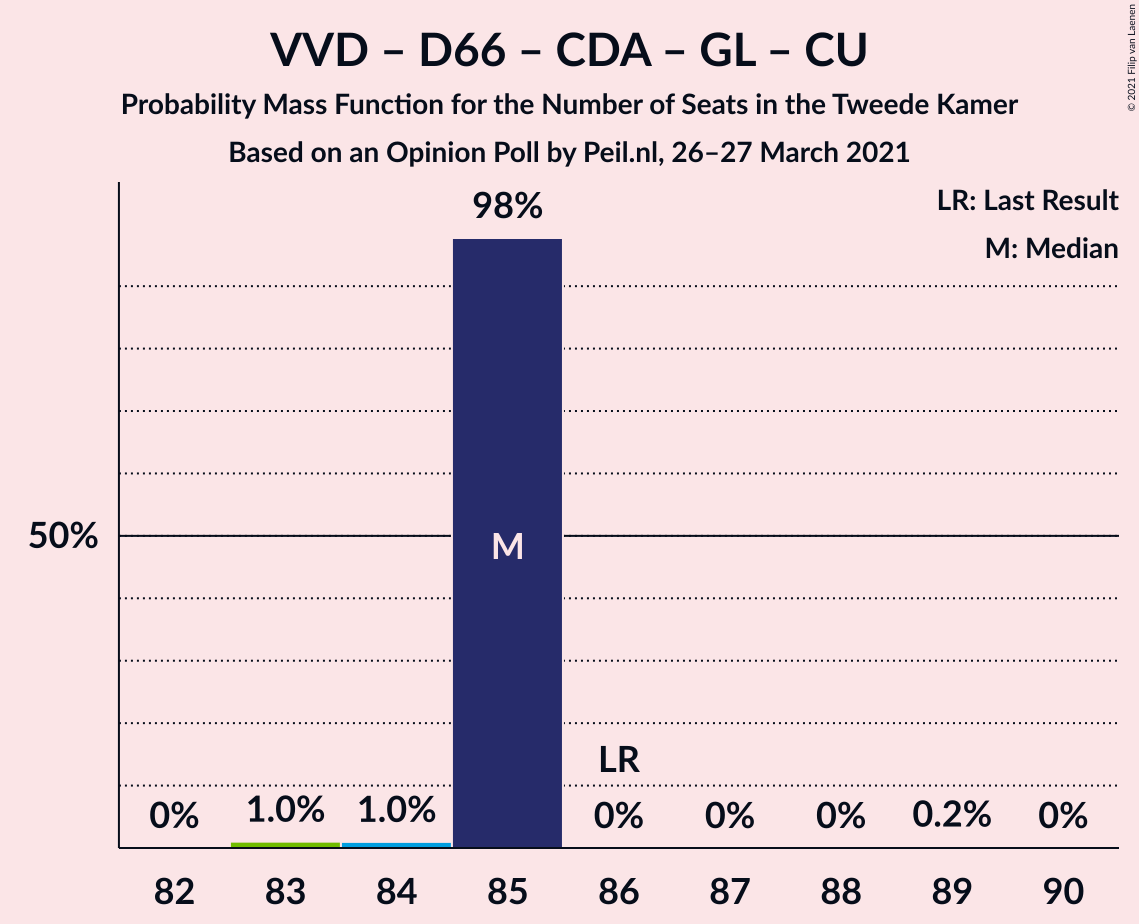 VVD – D66 – CDA – GL – CU
Probability Mass Function for the Number of Seats in the Tweede Kamer
Based on an Opinion Poll by Peil.nl, 26–27 March 2021
© 2021 Filip van Laenen
LR: Last Result
M: Median
98%
50%
M
LR
0% 1.0% 1.0% 0% 0% 0% 0.2% 0%
82 83 84 85 86 87 88 89 90